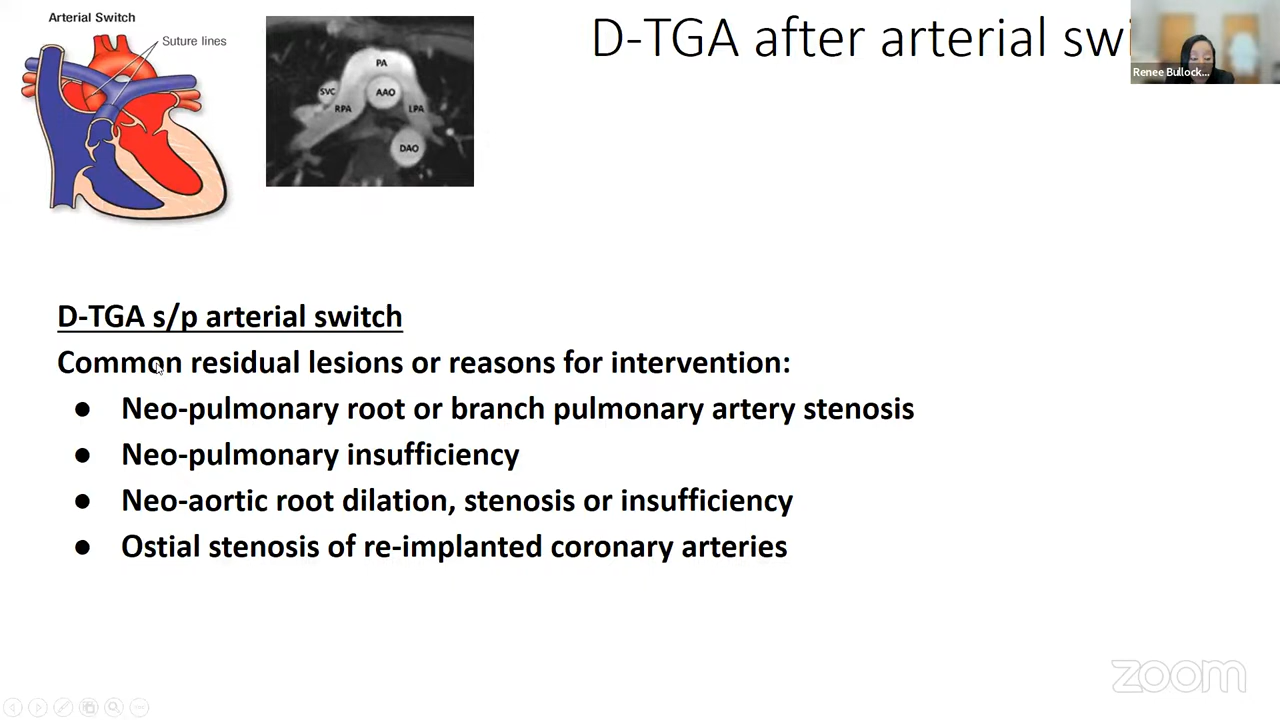 Arterial Switch
Suture lines
PA
SVC
AAO
RPA
LPA
DAO
D-TGA after arterial
Renee Bullock...
D-TGA s/p arterial switch
Common residual lesions or reasons for intervention:
● Neo-pulmonary root or branch pulmonary artery stenosis
● Neo-pulmonary insufficiency
● Neo-aortic root dilation, stenosis or insufficiency
● Ostial stenosis of re-implanted coronary arteries
zoom